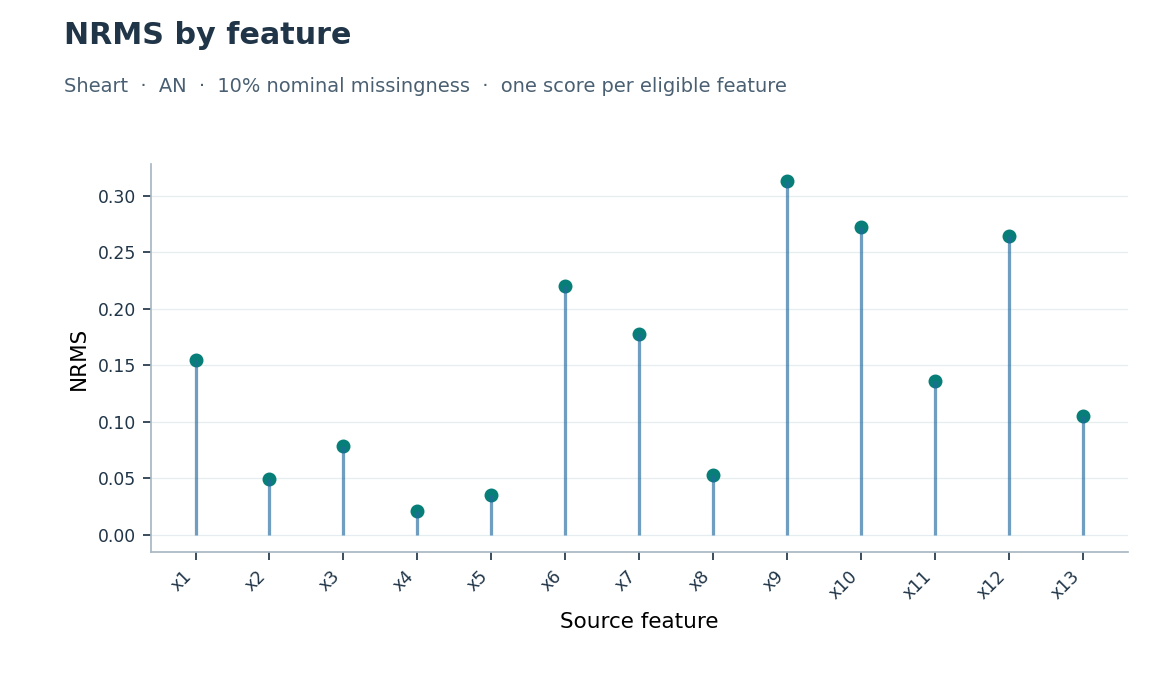 NRMS by feature
Sheart · AN · 10% nominal missingness · one score per eligible feature
NRMS
0.30
0.25
0.20
0.15
0.10
0.05
0.00
x1 x2 x3 x4 x5 x6 x7 x8 x9 x10 x11 x12 x13
Source feature